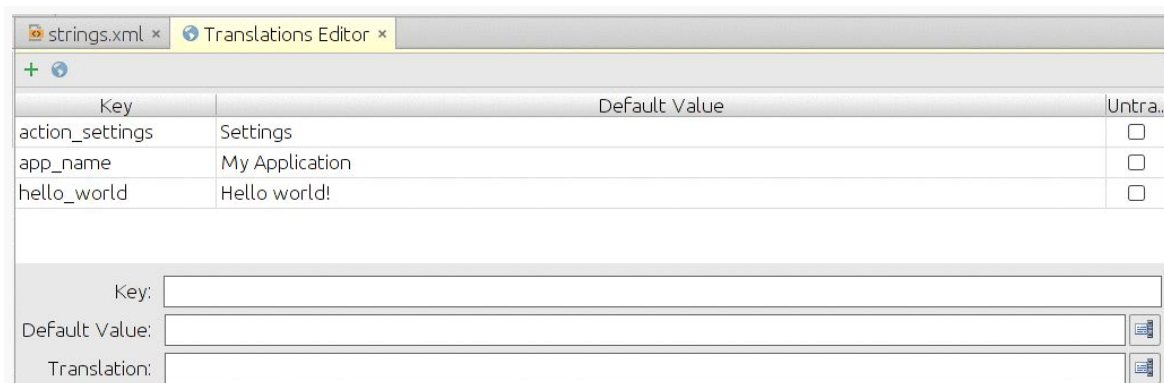 strings.xml × Translations Editor ×
+
Key Default Value Untra..
action_settings Settings
app_name My Application
hello_world Hello world!
Key:
Default Value:
Translation: